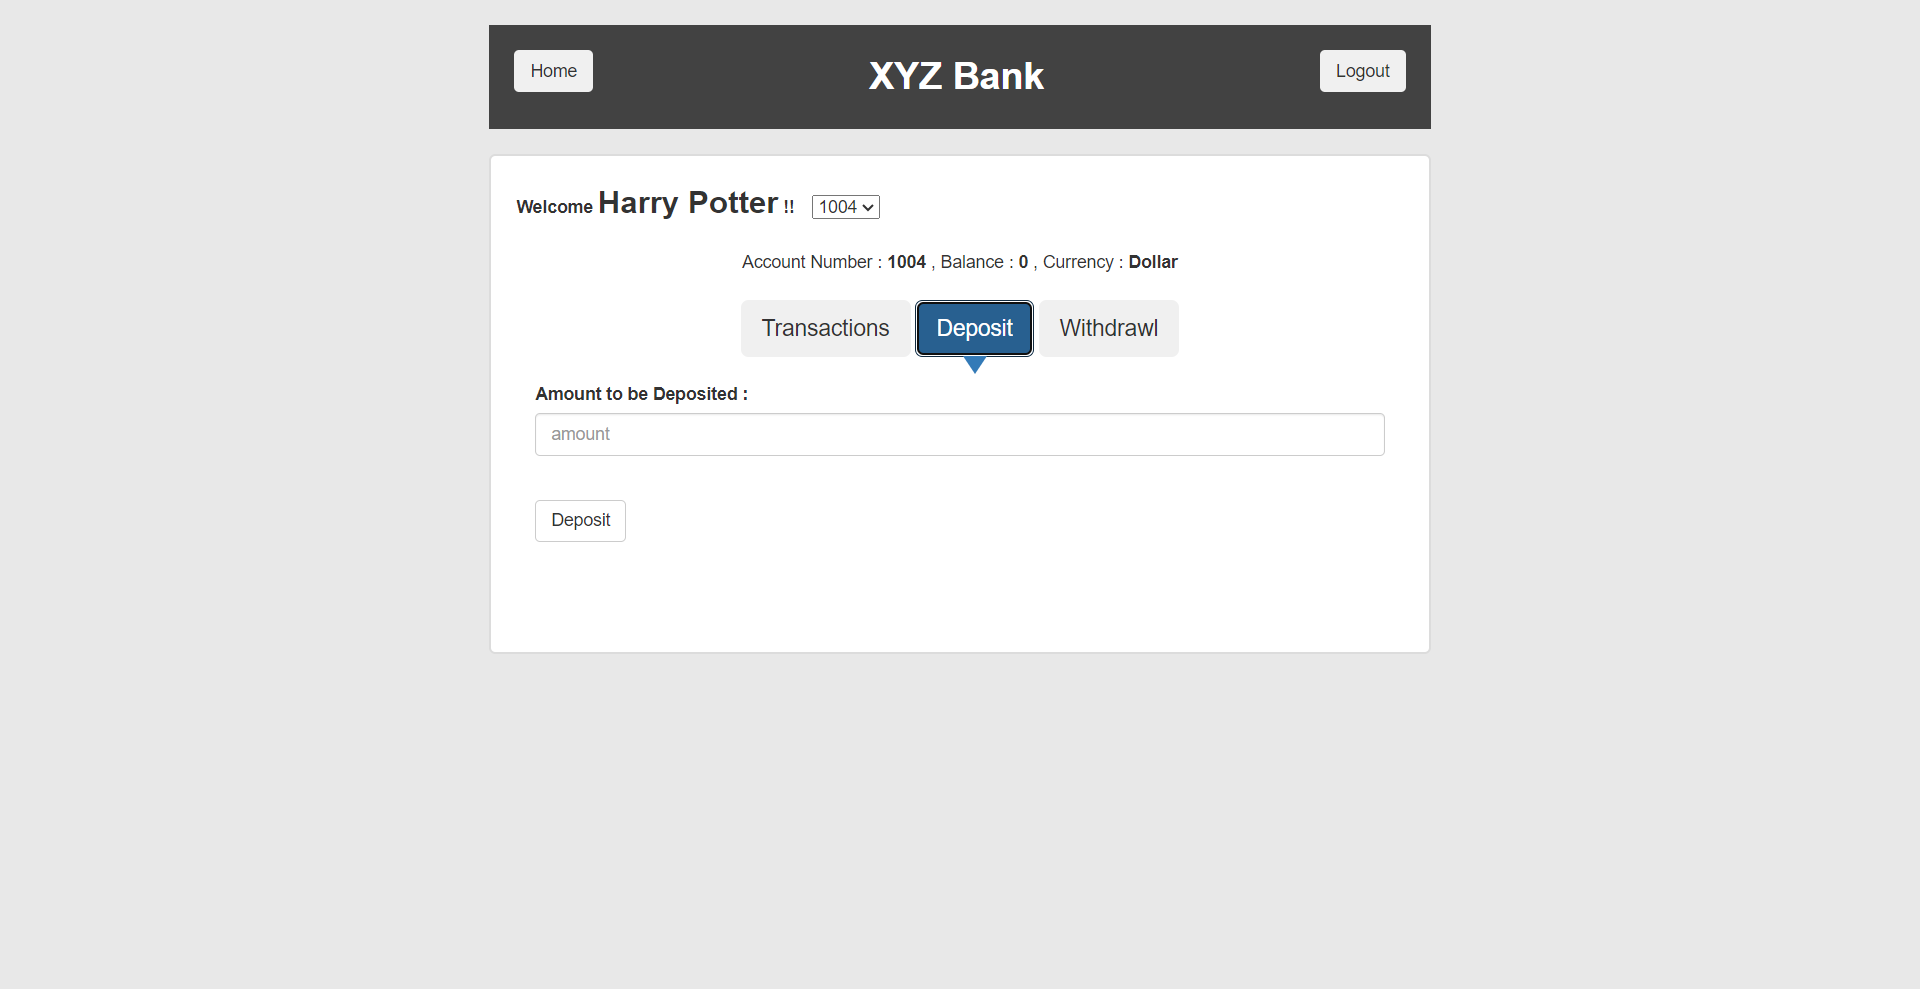 Home XYZ Bank Logout
Welcome Harry Potter !! 1004
Account Number : 1004 , Balance : 0 , Currency : Dollar
Transactions Deposit Withdrawl
Amount to be Deposited :
amount
Deposit